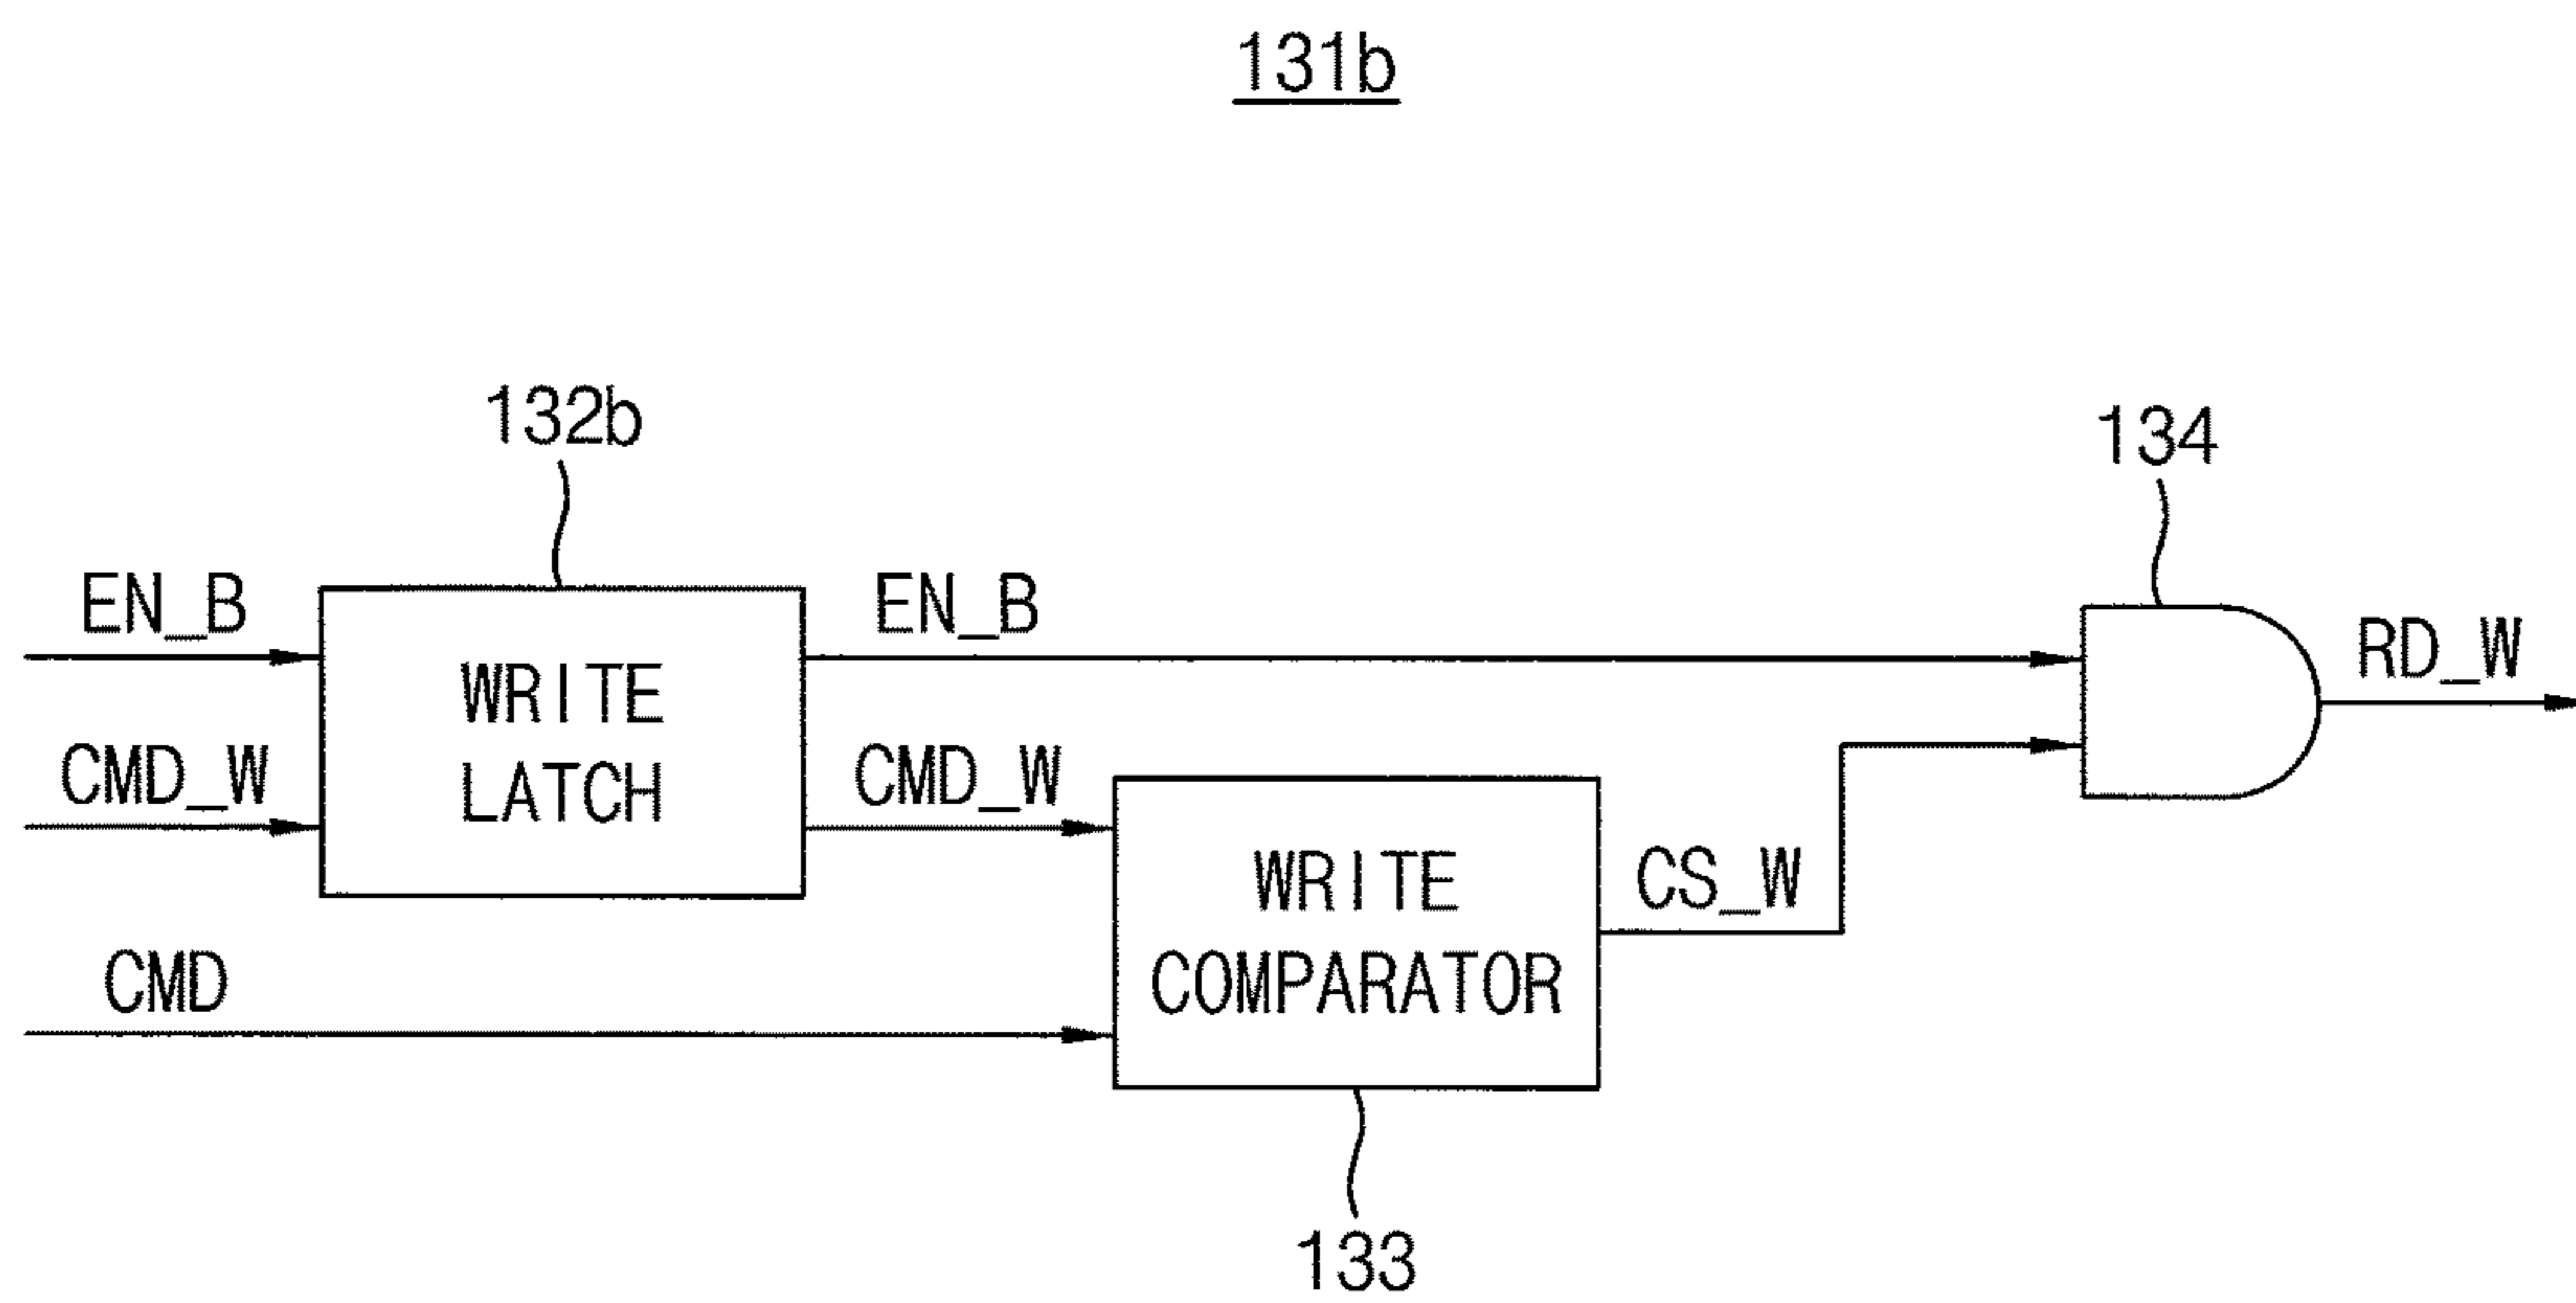 131b
132b
134
EN_B
EN_B
RD_W
WRITE
LATCH
CMD_W
CMD_W
WRITE
COMPARATOR
CS_W
CMD
133